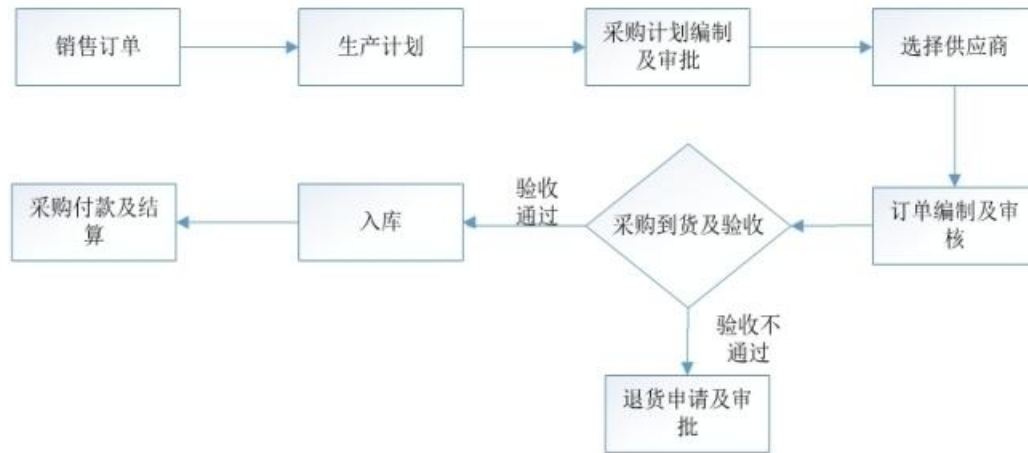 销售订单
生产计划
采购计划编制
及审批
选择供应商
采购付款及结
算
入库
验收
通过
采购到货及验收
订单编制及审
核
验收不
通过
退货申请及审
批